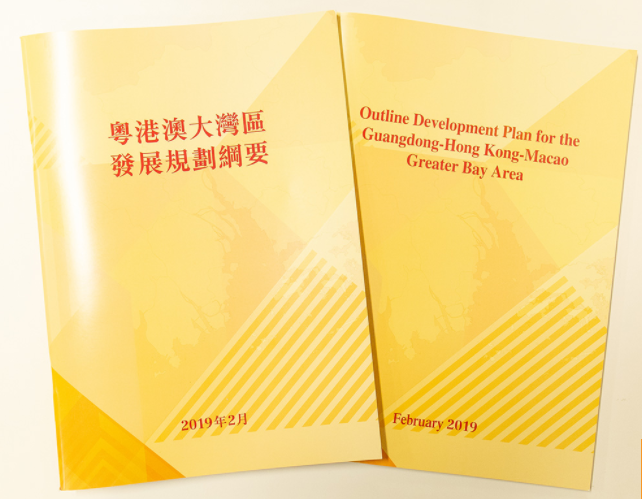 粵港澳大灣區
發展規劃綱要
2019年2月
Outline Development Plan for the
Guangdong-Hong Kong-Macao
Greater Bay Area
February 2019